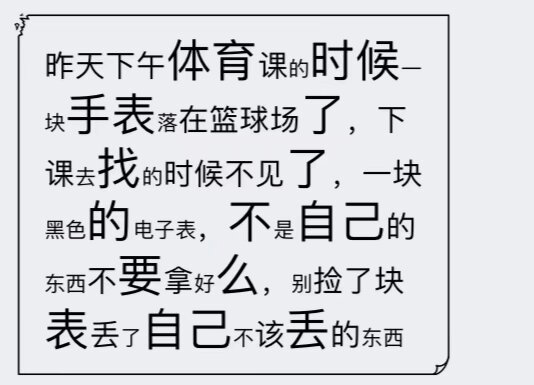 昨天下午体育课的时候一
块手表落在篮球场了，下
课去找的时候不见了，一块
黑色的电子表，不是自己的
东西不要拿好么，别捡了块
表丢了自己不该丢的东西